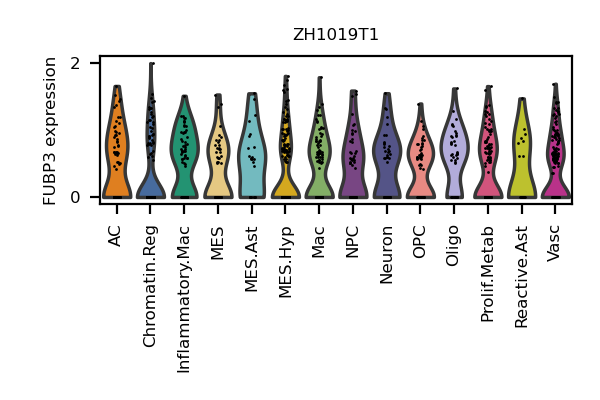 ZH1019T1
FUBP3 expression
2
0
AC
Chromatin.Reg
Inflammatory.Mac
MES
MES.Ast
MES.Hyp
Mac
NPC
Neuron
OPC
Oligo
Prolif.Metab
Reactive.Ast
Vasc